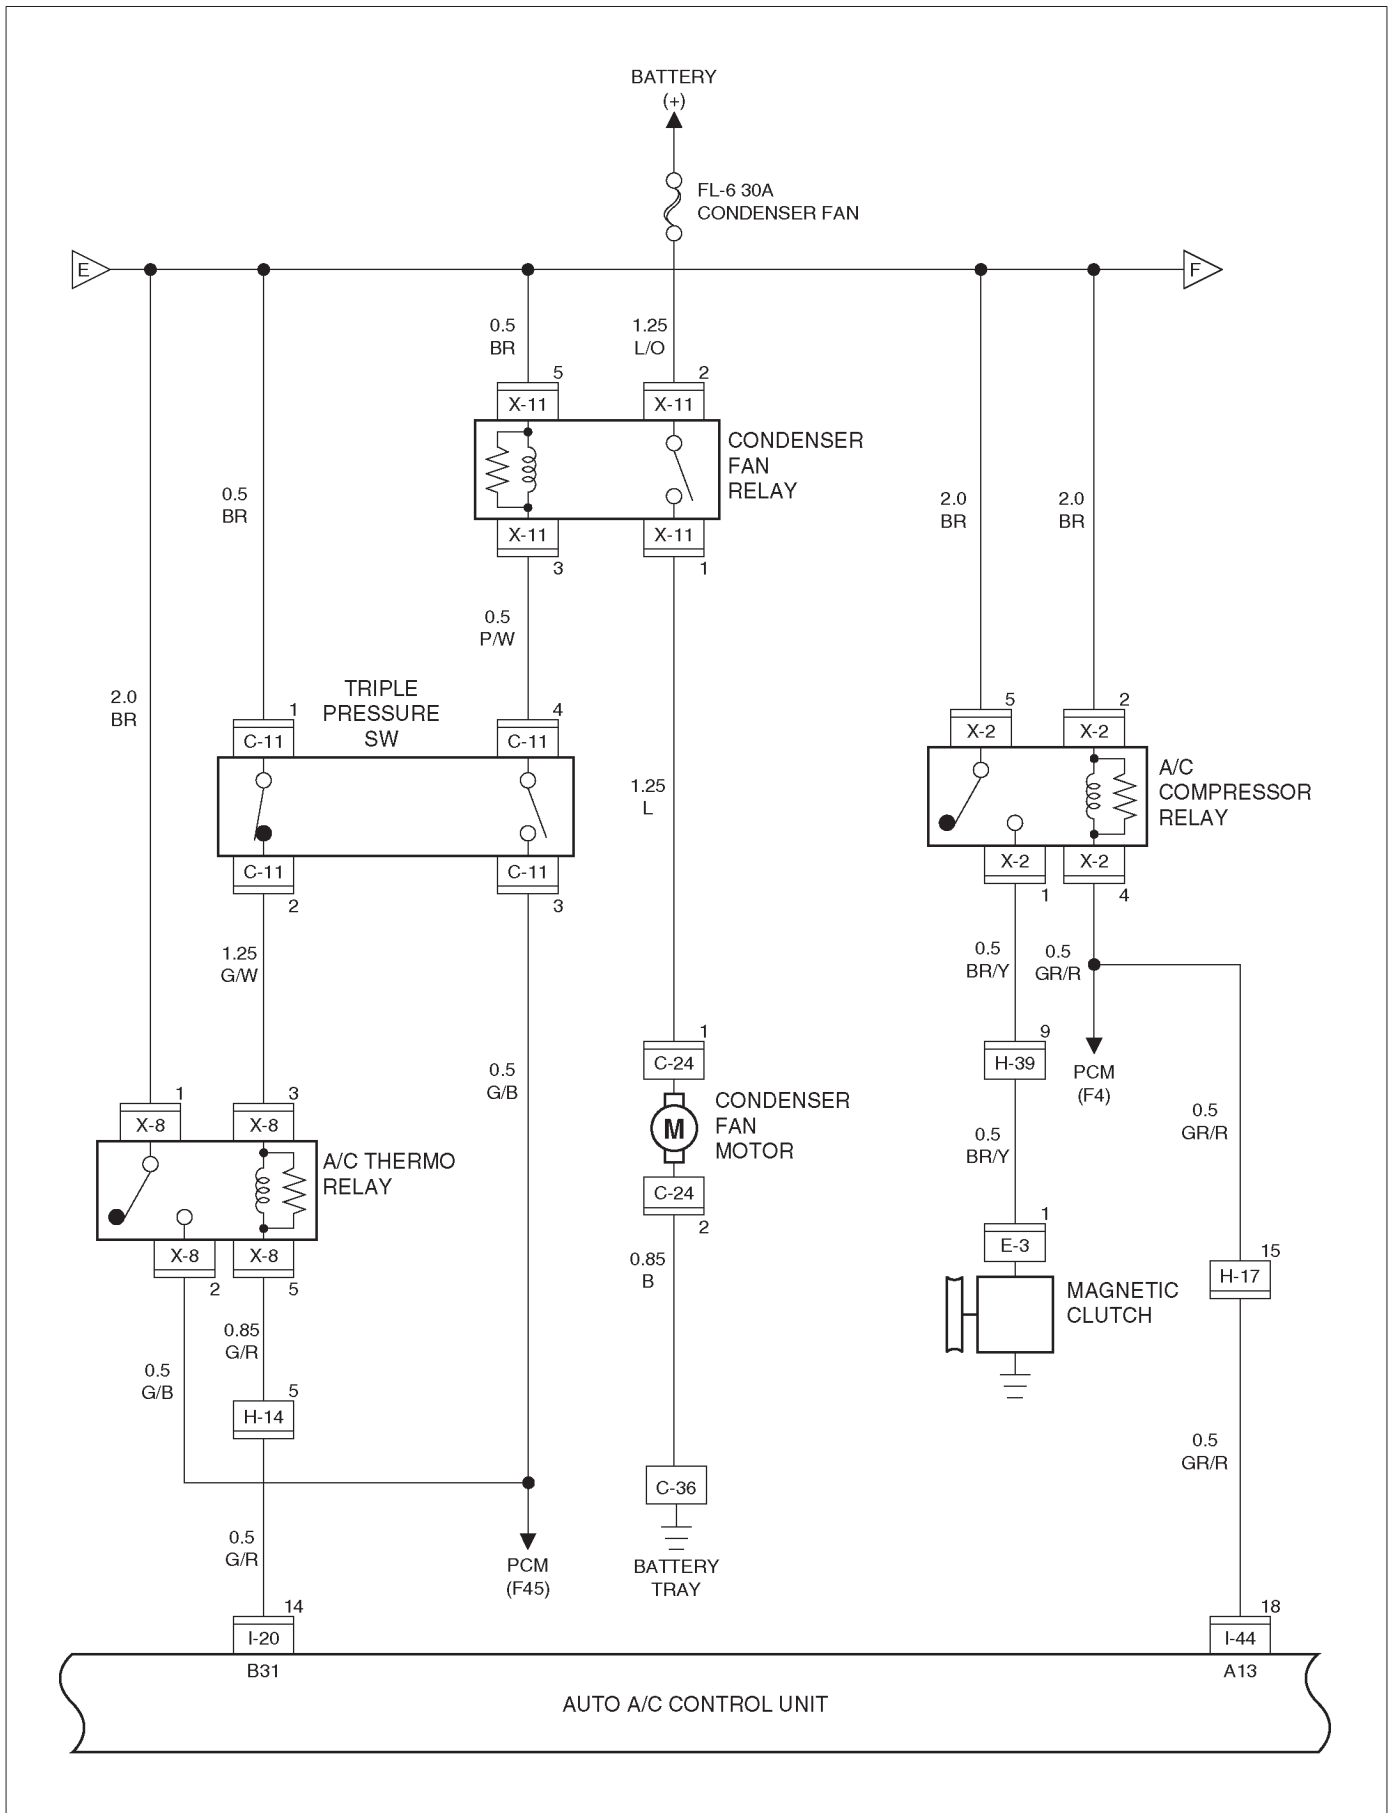 BATTERY
(+)
FL-6 30A
CONDENSER FAN
E
F
0.5
BR
1.25
L/O
5
2
X-11
X-11
CONDENSER
FAN
RELAY
X-11
X-11
3
1
0.5
BR
2.0
BR
2.0
BR
0.5
P/W
2.0
BR
TRIPLE
PRESSURE
SW
1
4
C-11
C-11
C-11
C-11
2
3
1.25
L
5
2
X-2
X-2
A/C
COMPRESSOR
RELAY
X-2
X-2
1
4
1.25
G/W
0.5
BR/Y
0.5
GR/R
9
H-39
PCM
(F4)
0.5
G/B
1
C-24
CONDENSER
FAN
MOTOR
M
C-24
2
1
3
X-8
X-8
A/C THERMO
RELAY
X-8
X-8
2
5
0.5
BR/Y
0.5
GR/R
1
E-3
MAGNETIC
CLUTCH
15
H-17
0.85
B
0.85
G/R
0.5
G/B
5
H-14
0.5
GR/R
C-36
BATTERY
TRAY
0.5
G/R
PCM
(F45)
14
I-20
B31
18
I-44
A13
AUTO A/C CONTROL UNIT